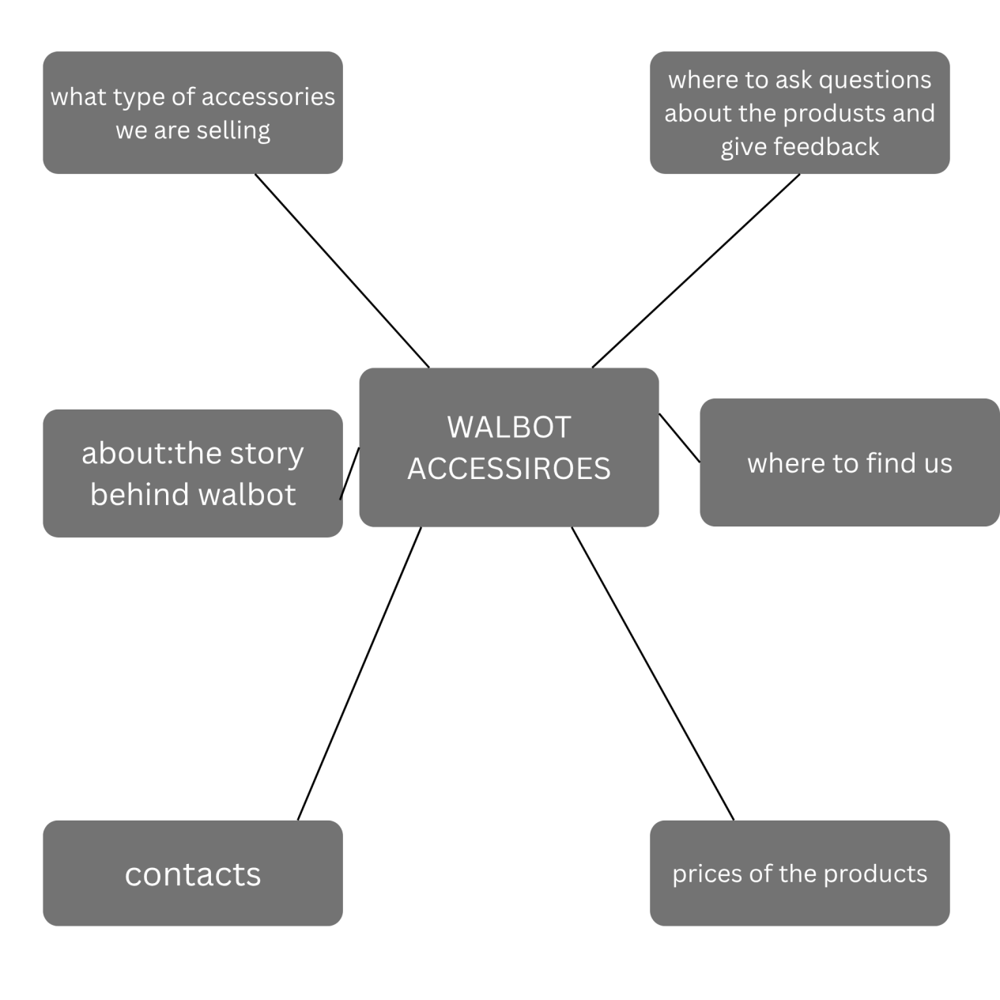 what type of accessories
we are selling
where to ask questions
about the produsts and
give feedback
WALBOT
ACCESSIROES
about:the story
behind walbot
where to find us
contacts
prices of the products